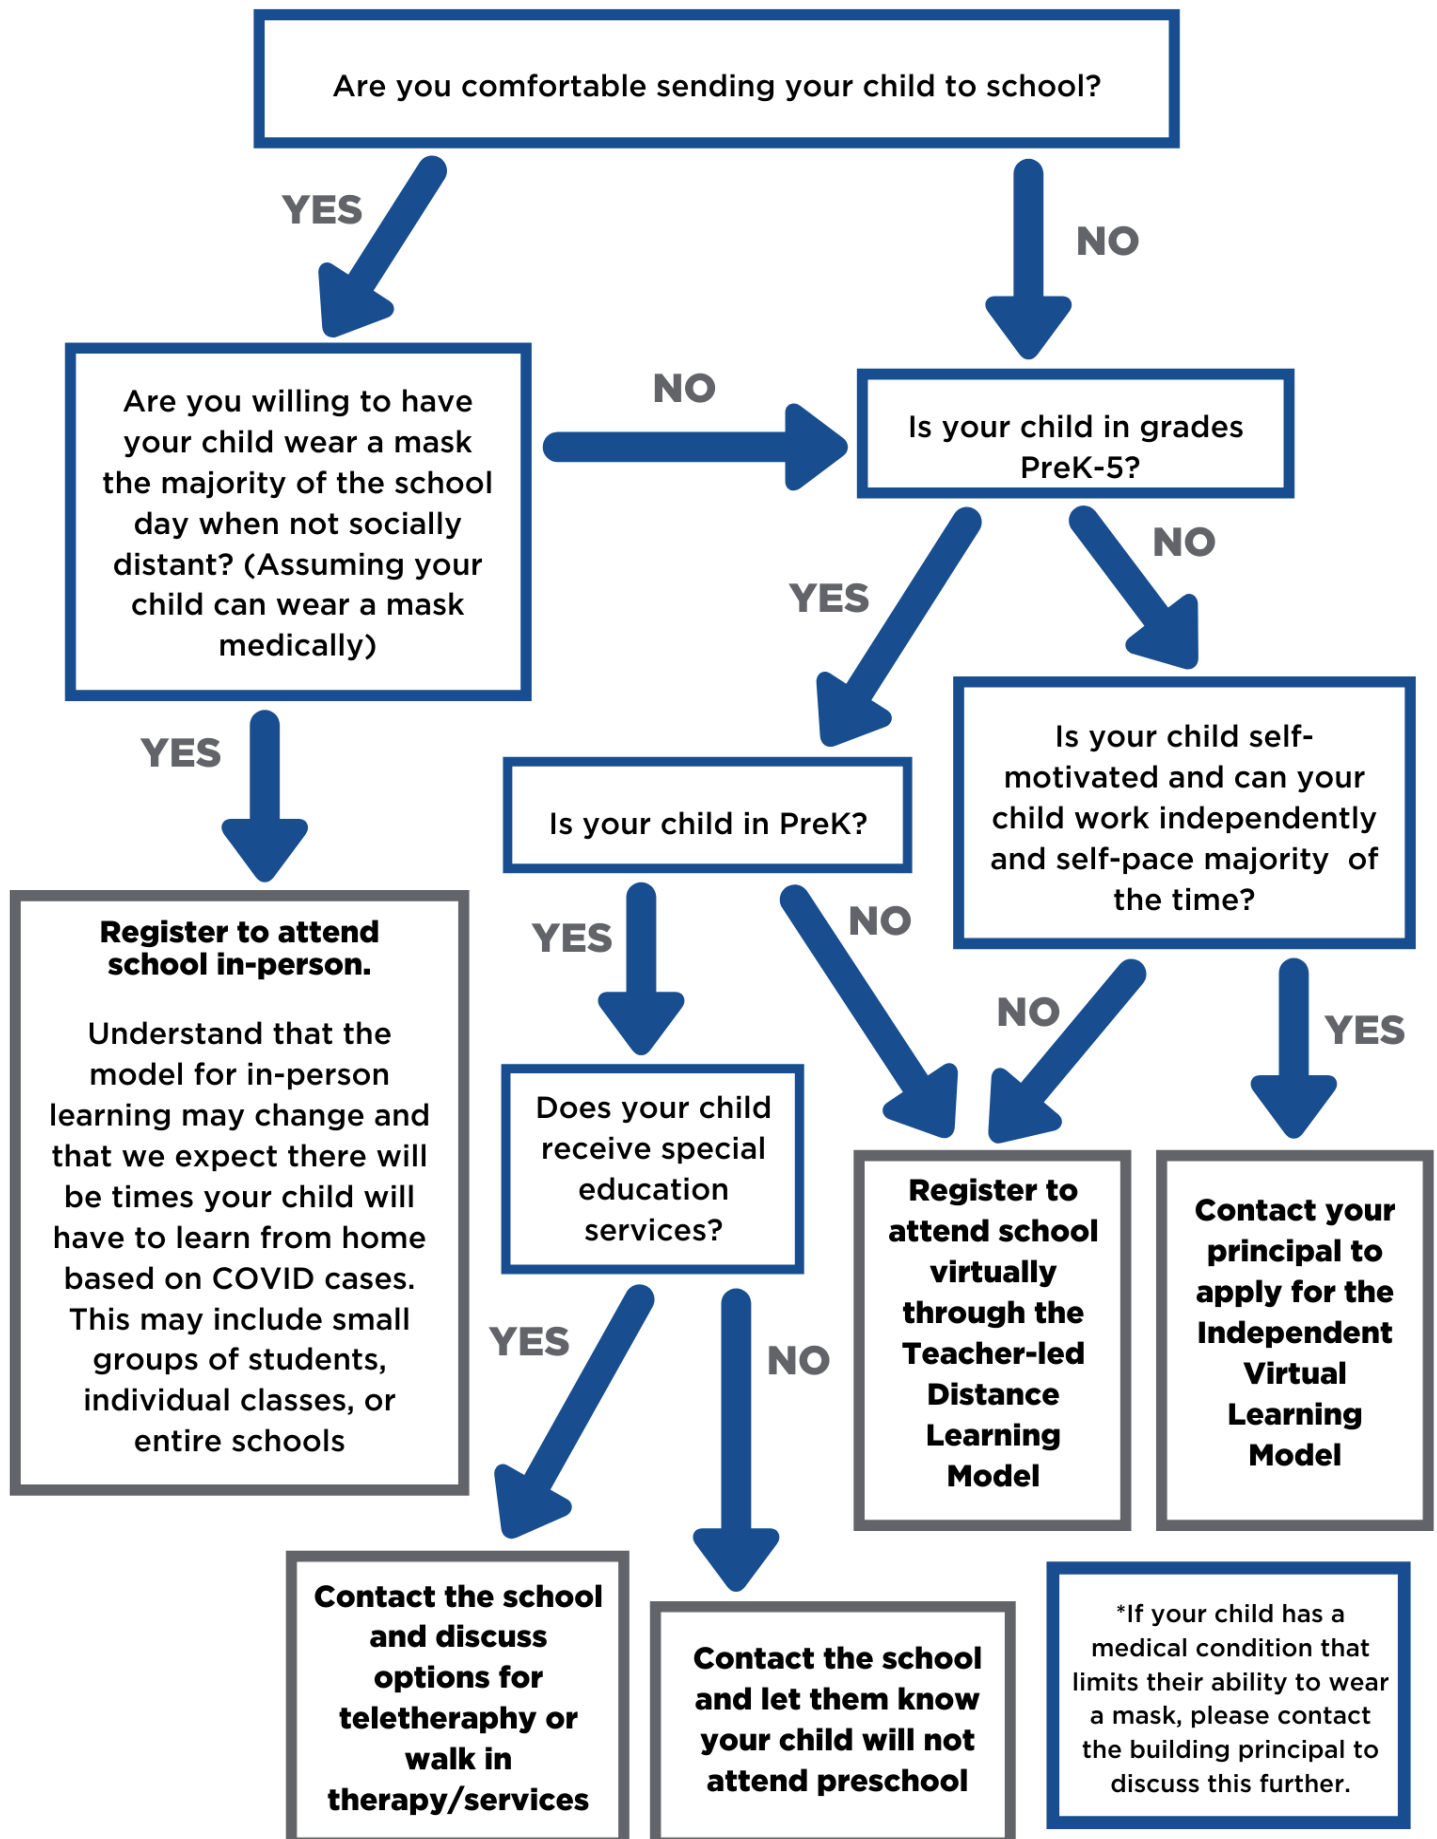 Are you comfortable sending your child to school?
YES
NO
Are you willing to have
your child wear a mask
the majority of the school
day when not socially
distant? (Assuming your
child can wear a mask
medically)
NO
Is your child in grades
PreK-5?
YES
NO
YES
Is your child in PreK?
Is your child self-
motivated and can your
child work independently
and self-pace majority of
the time?
Register to attend
school in-person.
Understand that the
model for in-person
learning may change and
that we expect there will
be times your child will
have to learn from home
based on COVID cases.
This may include small
groups of students,
individual classes, or
entire schools
YES
NO
NO
YES
Does your child
receive special
education
services?
Register to
attend school
virtually
through the
Teacher-led
Distance
Learning
Model
Contact your
principal to
apply for the
Independent
Virtual
Learning
Model
YES
NO
Contact the school
and discuss
options for
teletheraphy or
walk in
therapy/services
Contact the school
and let them know
your child will not
attend preschool
*If your child has a
medical condition that
limits their ability to wear
a mask, please contact
the building principal to
discuss this further.